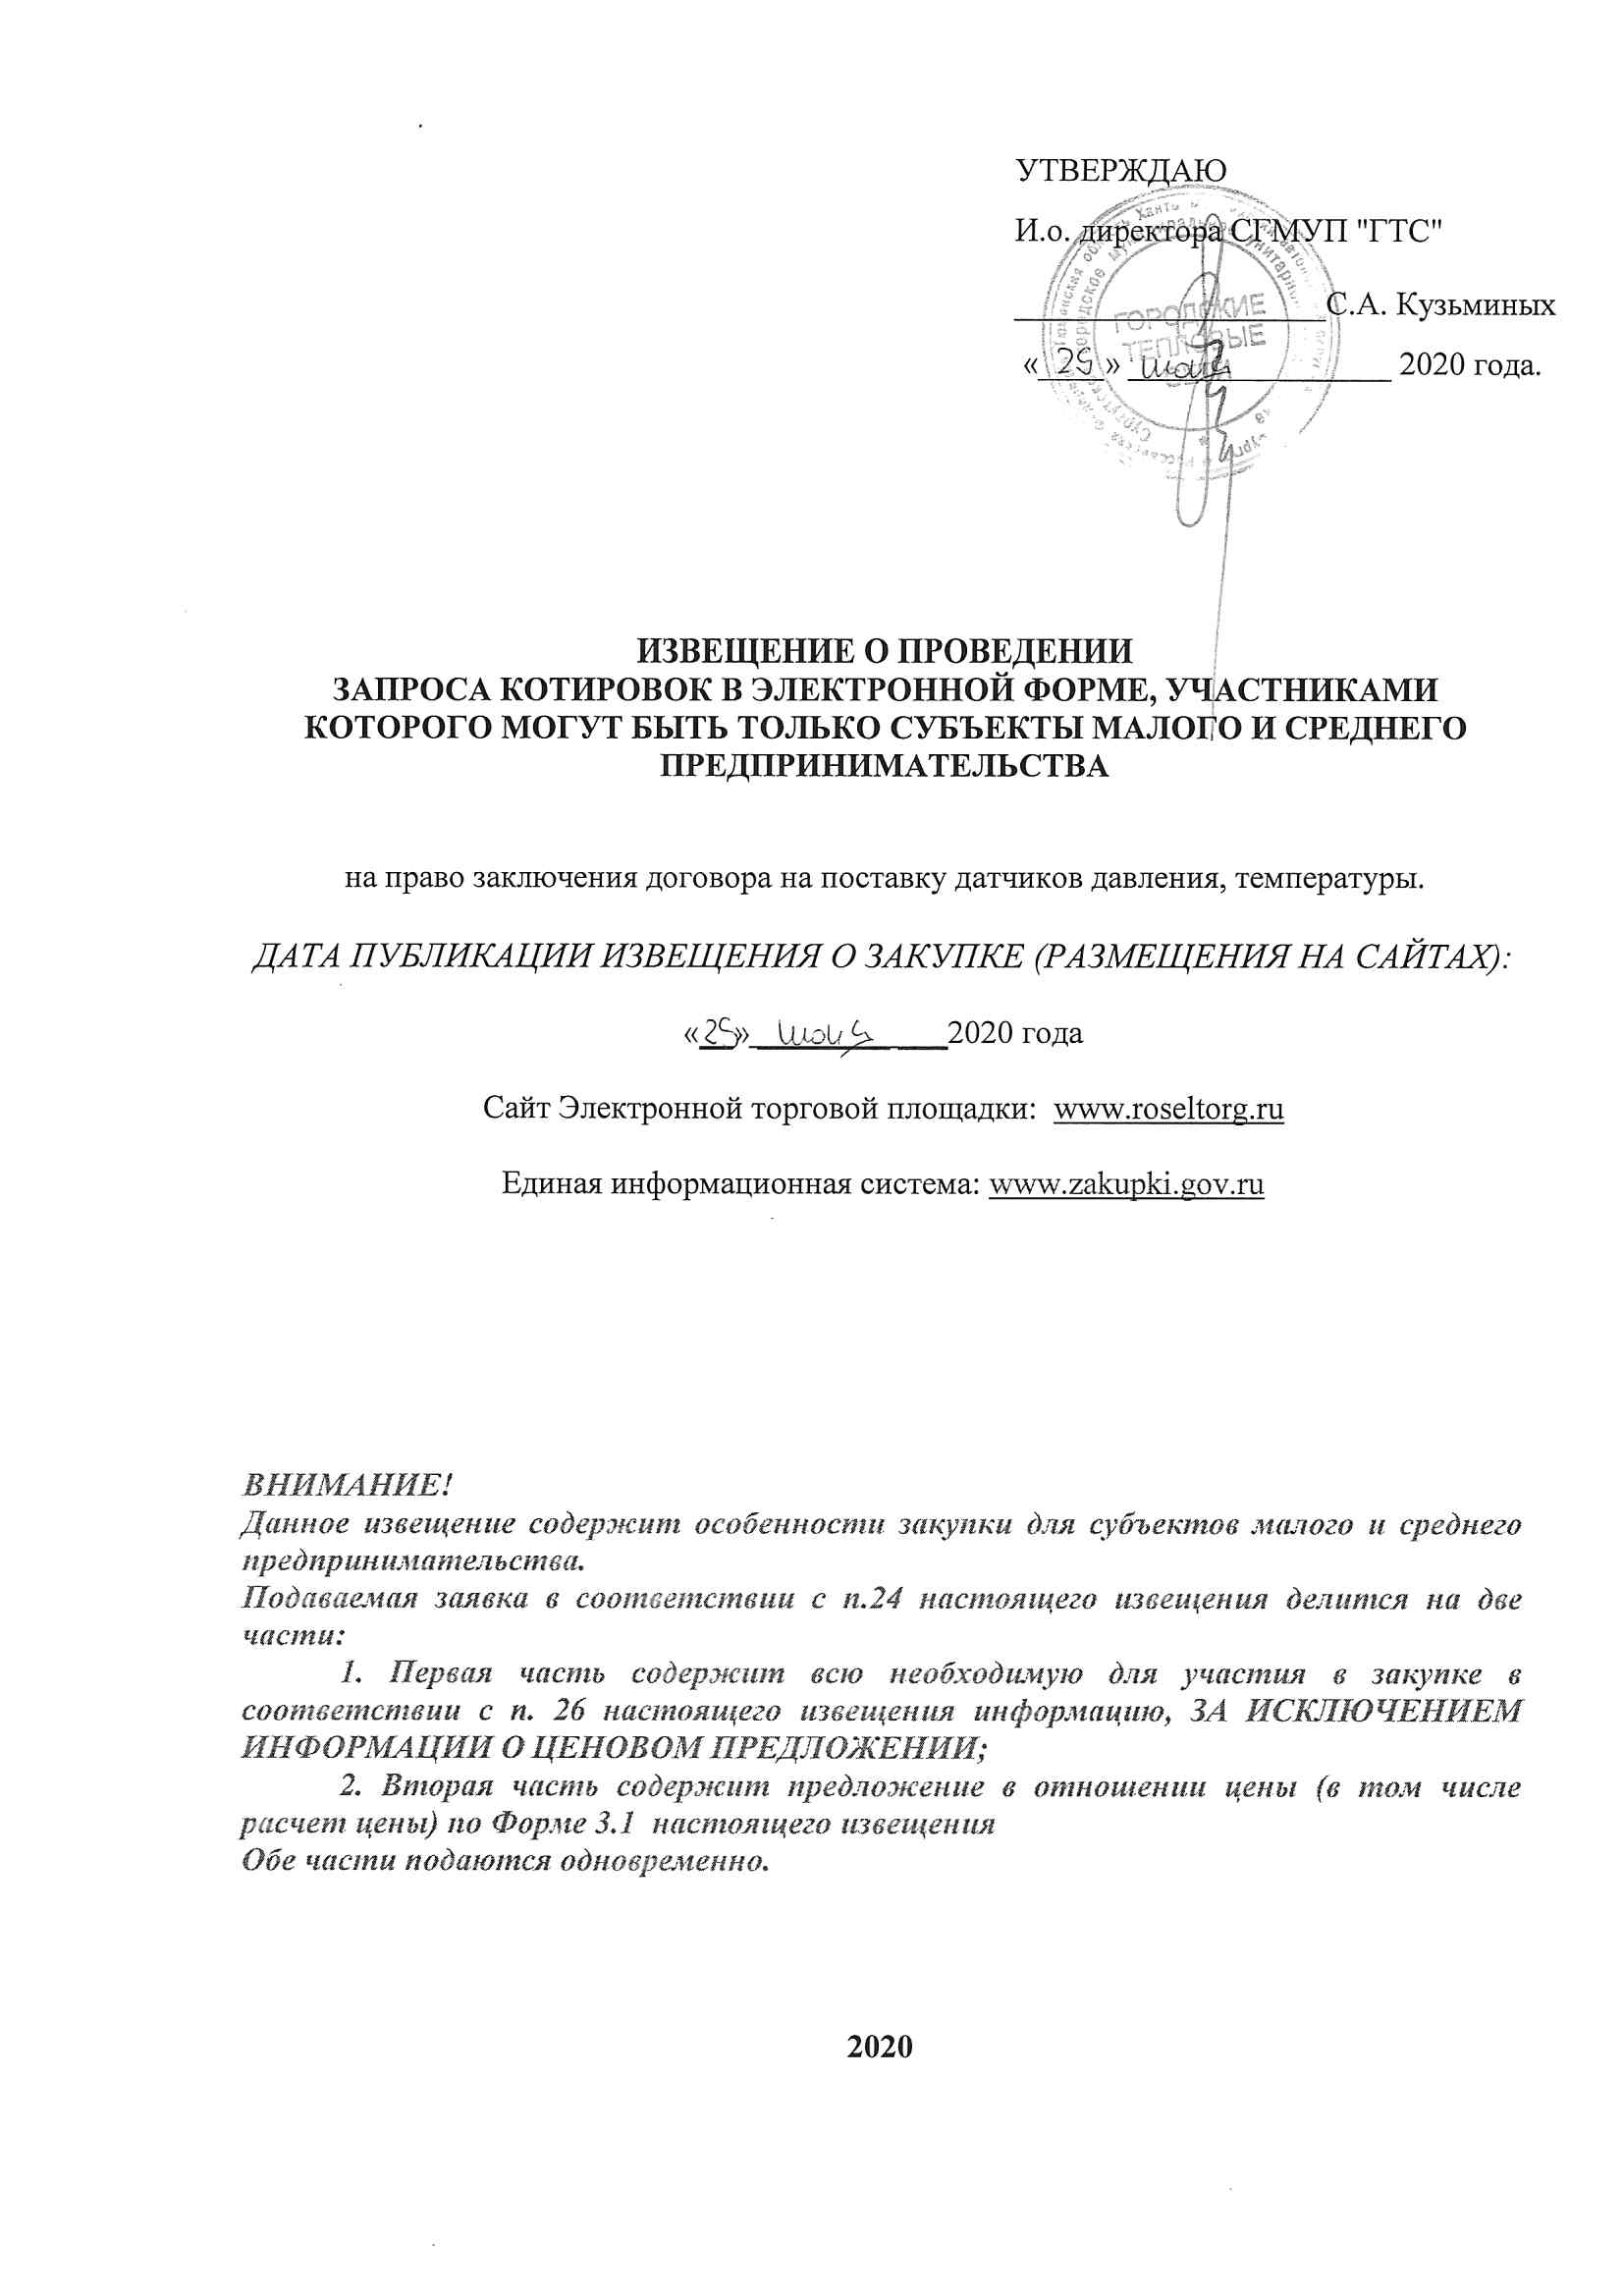 УТВЕРЖДАЮ
И.о. директора СГМУП "ГТС"
С.А. Кузьминых
ГОРОДСКИЕ
ТЕПЛОВЫЕ
«25» 2020 года.
ИЗВЕЩЕНИЕ О ПРОВЕДЕНИИ
ЗАПРОСА КОТИРОВОК В ЭЛЕКТРОННОЙ ФОРМЕ, УЧАСТНИКАМИ
КОТОРОГО МОГУТ БЫТЬ ТОЛЬКО СУБЪЕКТЫ МАЛОГО И СРЕДНЕГО
ПРЕДПРИНИМАТЕЛЬСТВА
на право заключения договора на поставку датчиков давления, температуры.
ДАТА ПУБЛИКАЦИИ ИЗВЕЩЕНИЯ О ЗАКУПКЕ (РАЗМЕЩЕНИЯ НА САЙТАХ):
«25» 2020 года
Сайт Электронной торговой площадки: www.roseltorg.ru
Единая информационная система: www.zakupki.gov.ru
ВНИМАНИЕ!
Данное извещение содержит особенности закупки для субъектов малого и среднего
предпринимательства.
Подаваемая заявка в соответствии с п.24 настоящего извещения делится на две
части:
1. Первая часть содержит всю необходимую для участия в закупке в
соответствии с п. 26 настоящего извещения информацию, ЗА ИСКЛЮЧЕНИЕМ
ИНФОРМАЦИИ О ЦЕНОВОМ ПРЕДЛОЖЕНИИ;
2. Вторая часть содержит предложение в отношении цены (в том числе
расчет цены) по Форме 3.1 настоящего извещения
Обе части подаются одновременно.
2020